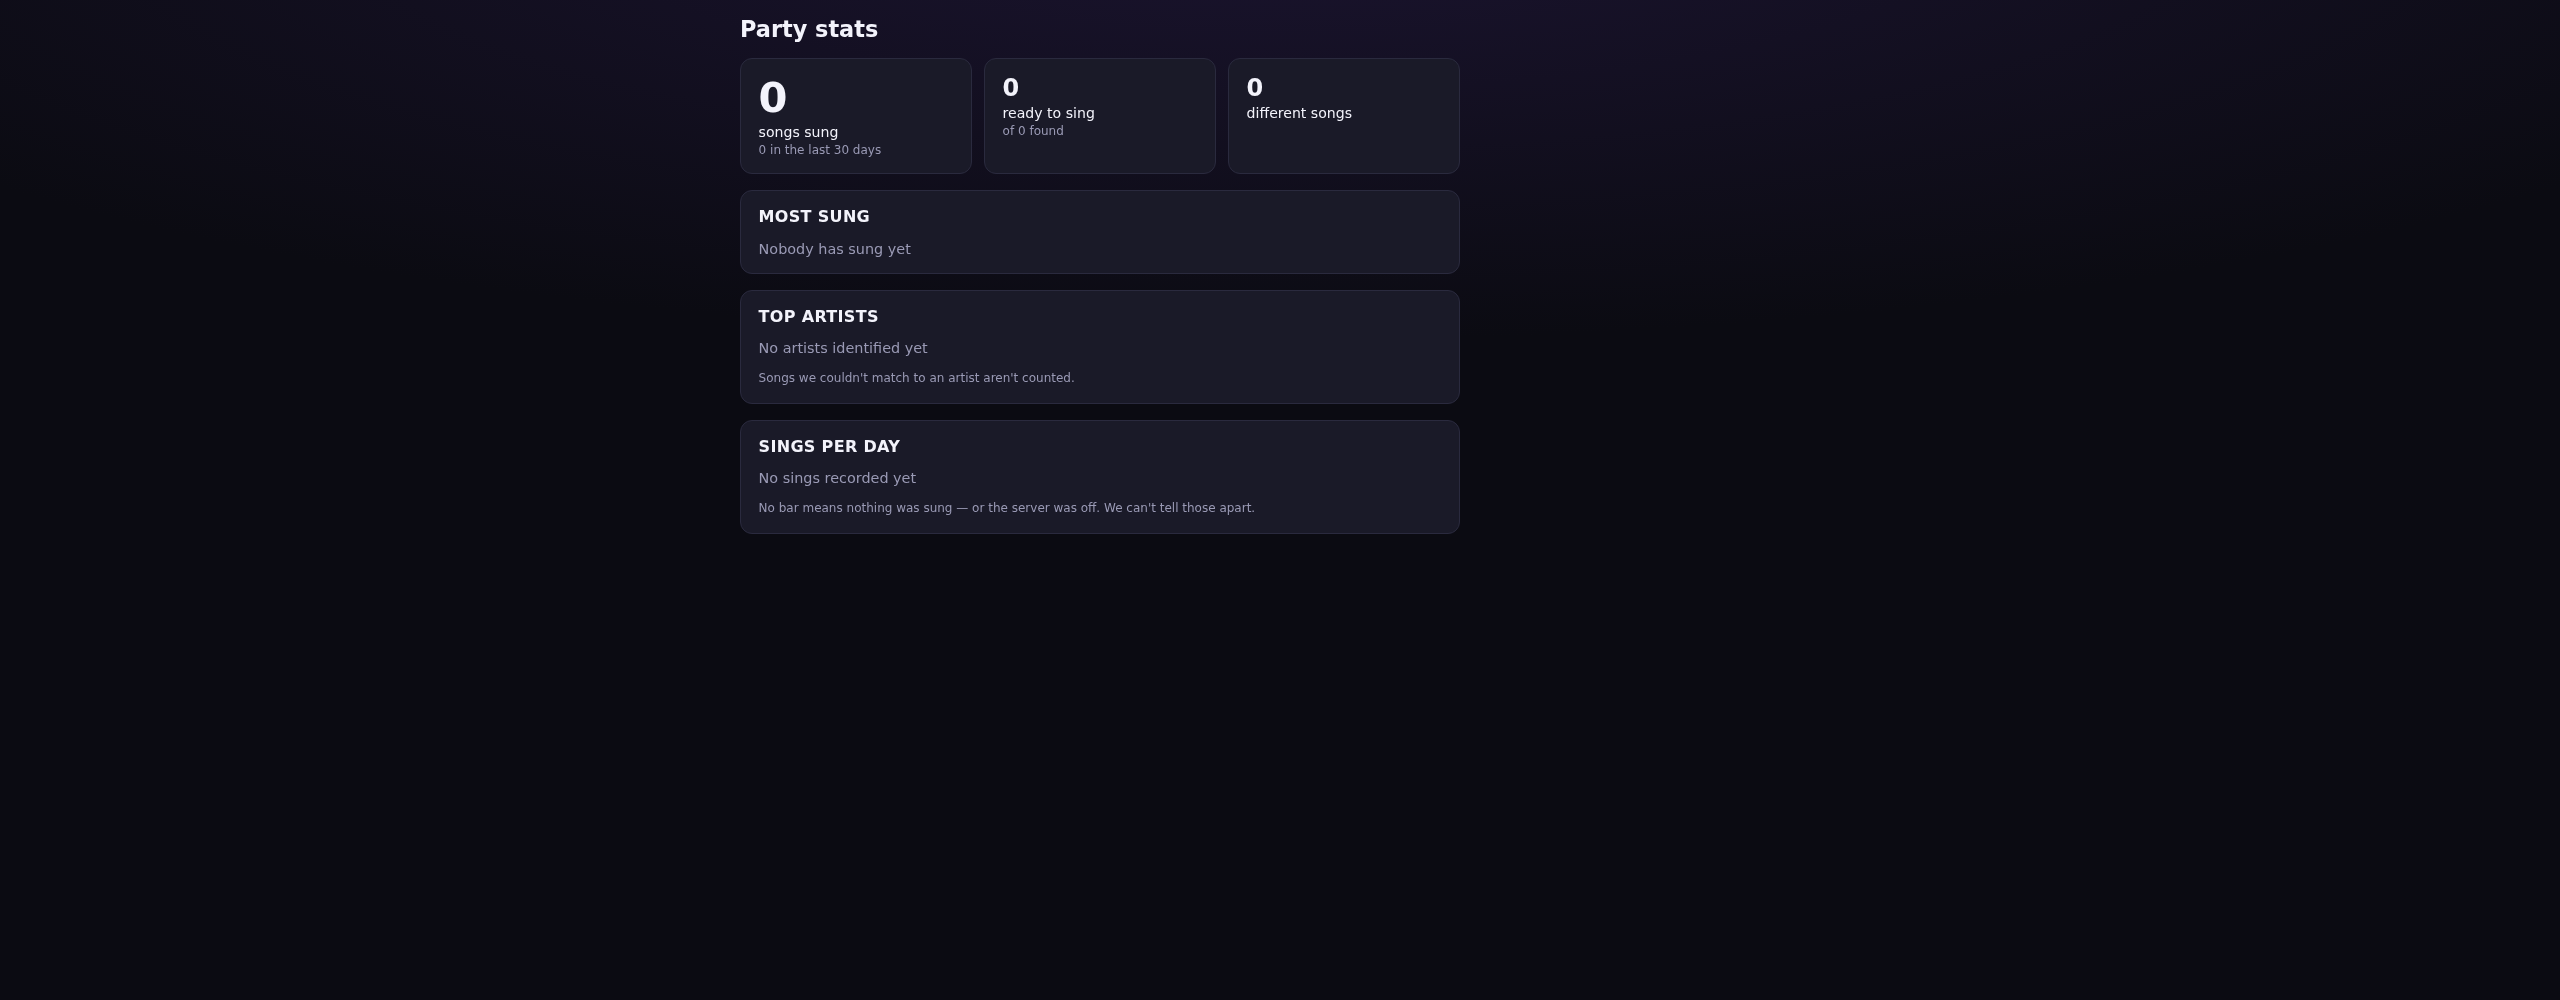 Party stats
0
songs sung
0 in the last 30 days
0
ready to sing
of 0 found
0
different songs
MOST SUNG
Nobody has sung yet
TOP ARTISTS
No artists identified yet
Songs we couldn't match to an artist aren't counted.
SINGS PER DAY
No sings recorded yet
No bar means nothing was sung — or the server was off. We can't tell those apart.